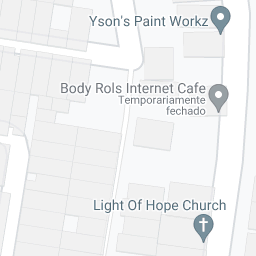 Yson's Paint Workz
Body Rols Internet Cafe
Temporariamente
fechado
Light Of Hope Church